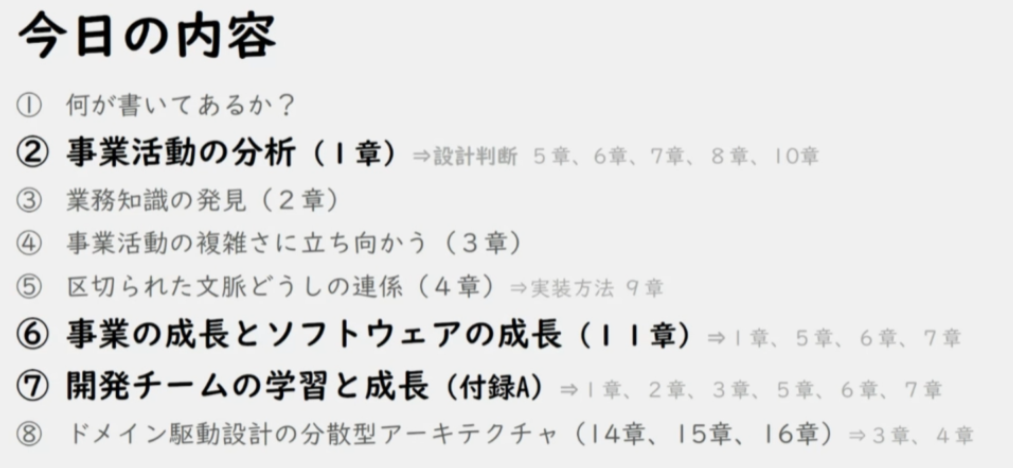 今日の内容
① 何が書いてあるか？
② 事業活動の分析（1章）⇒設計判断 5章、6章、7章、8章、10章
③ 業務知識の発見（2章）
④ 事業活動の複雑さに立ち向かう（3章）
⑤ 区切られた文脈どうしの連係（4章）⇒実装方法 9章
⑥ 事業の成長とソフトウェアの成長（11章）⇒1章、5章、6章、7章
⑦ 開発チームの学習と成長（付録A）⇒1章、2章、3章、5章、6章、7章
⑧ ドメイン駆動設計の分散型アーキテクチャ（14章、15章、16章）⇒3章、4章